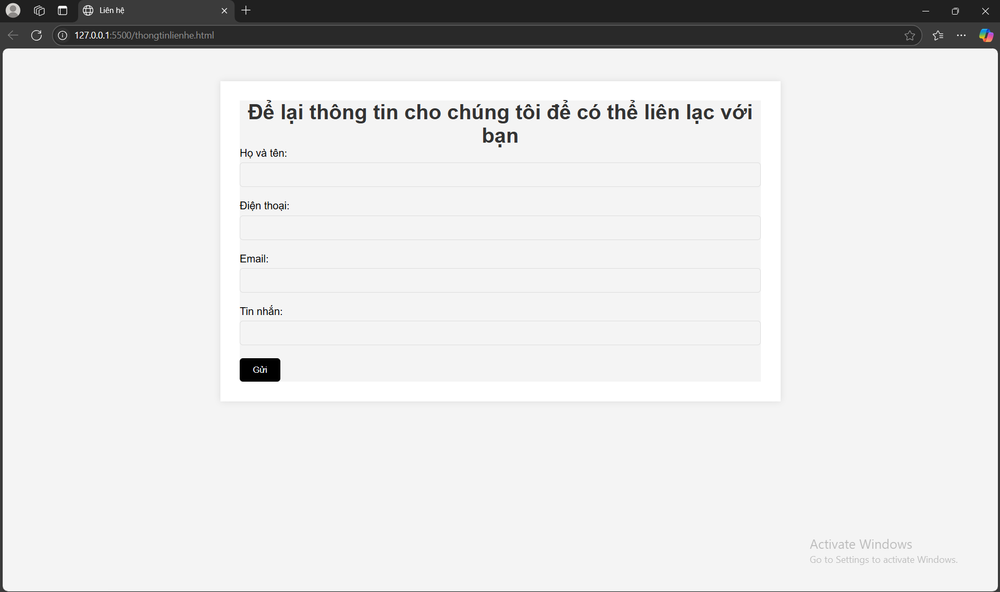 Liên hệ
127.0.0.1:5500/thongtinlienhe.html
Để lại thông tin cho chúng tôi để có thể liên lạc với
bạn
Họ và tên:
Điện thoại:
Email:
Tin nhắn:
Gửi
Activate Windows
Go to Settings to activate Windows.